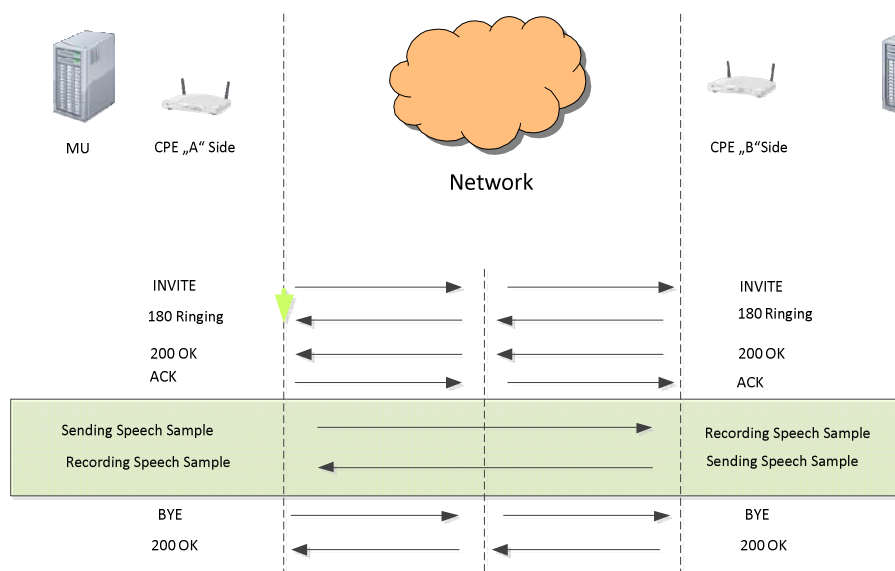 MU
CPE „A“ Side
CPE „B“Side
Network
INVITE
INVITE
180 Ringing
180 Ringing
200 OK
200 OK
ACK
ACK
Sending Speech Sample
Recording Speech Sample
Recording Speech Sample
Sending Speech Sample
BYE
BYE
200 OK
200 OK